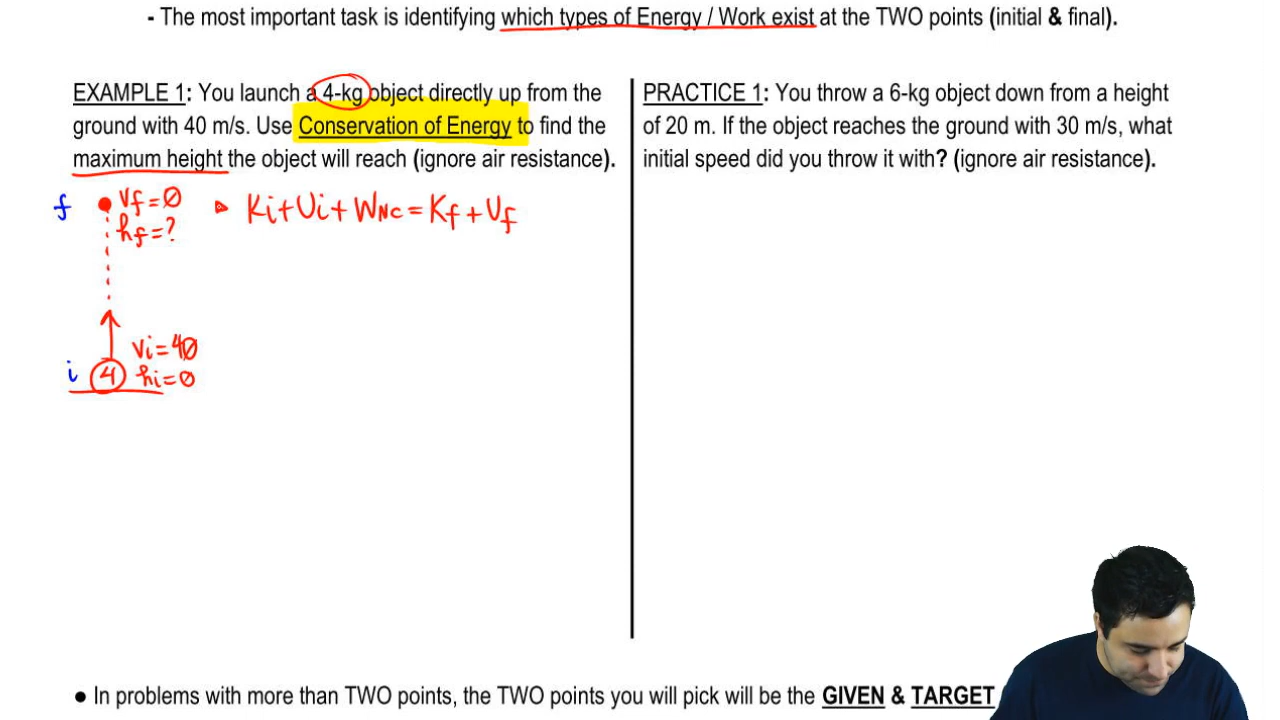 - The most important task is identifying which types of Energy / Work exist at the TWO points (initial & final).
EXAMPLE 1: You launch a 4-kg object directly up from the
ground with 40 m/s. Use Conservation of Energy to find the
maximum height the object will reach (ignore air resistance).
f vf=0
hf=?
▸ Ki+Ui+WNC=Kf+Uf
vi=40
i 4 hi=0
PRACTICE 1: You throw a 6-kg object down from a height
of 20 m. If the object reaches the ground with 30 m/s, what
initial speed did you throw it with? (ignore air resistance).
● In problems with more than TWO points, the TWO points you will pick will be the GIVEN & TARGET